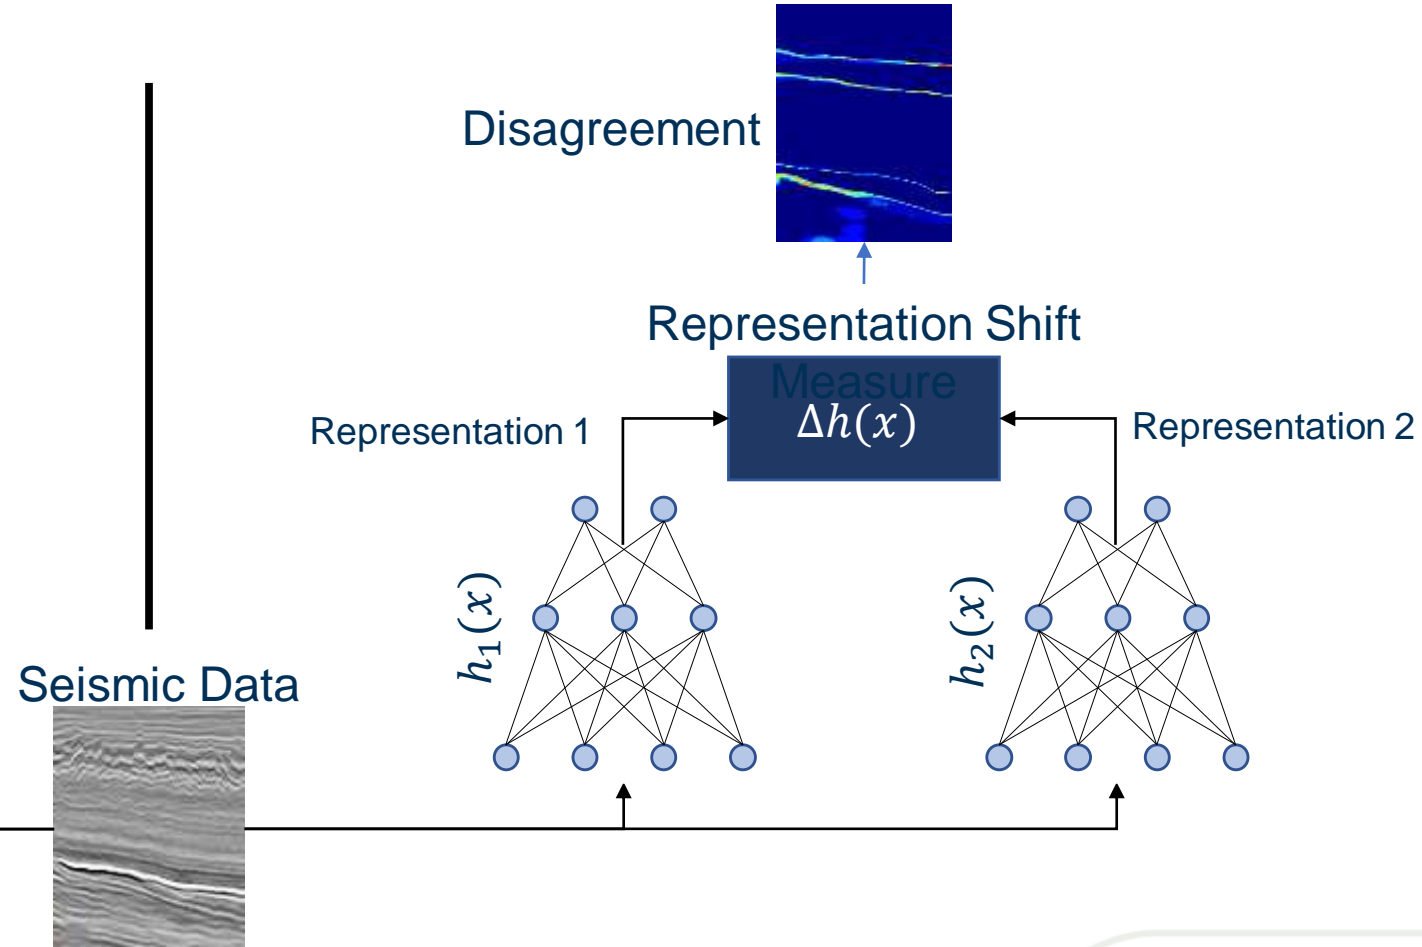 Disagreement
Representation Shift
Measure
Δh(x)
Representation 1
Representation 2
h₁(x)
h₂(x)
Seismic Data